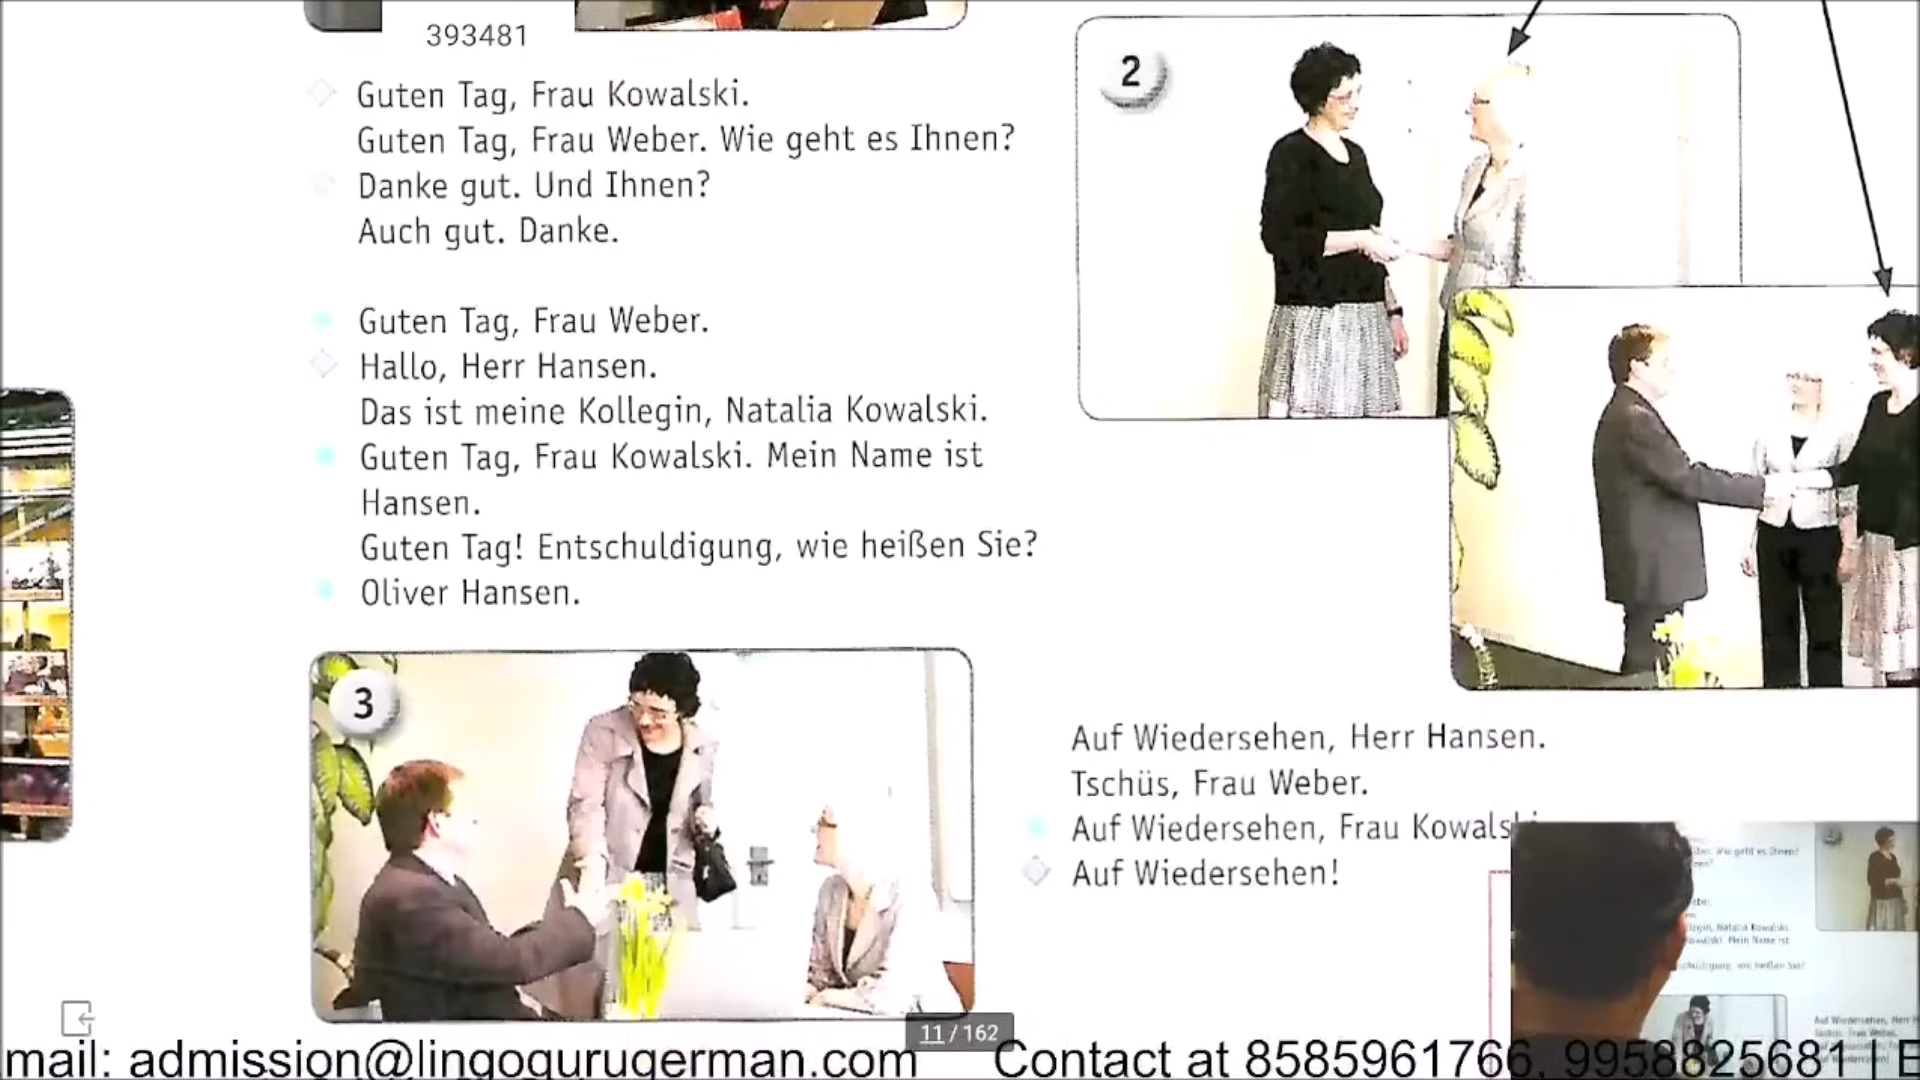 393481
Guten Tag, Frau Kowalski.
Guten Tag, Frau Weber. Wie geht es Ihnen?
Danke gut. Und Ihnen?
Auch gut. Danke.
Guten Tag, Frau Weber.
Hallo, Herr Hansen.
Das ist meine Kollegin, Natalia Kowalski.
Guten Tag, Frau Kowalski. Mein Name ist
Hansen.
Guten Tag! Entschuldigung, wie heißen Sie?
Oliver Hansen.
2
3
Auf Wiedersehen, Herr Hansen.
Tschüs, Frau Weber.
Auf Wiedersehen, Frau
Auf Wiedersehen!
11 / 162
mail: admission@lingogurugerman.com Contact at 8585961766, 9958825681 |